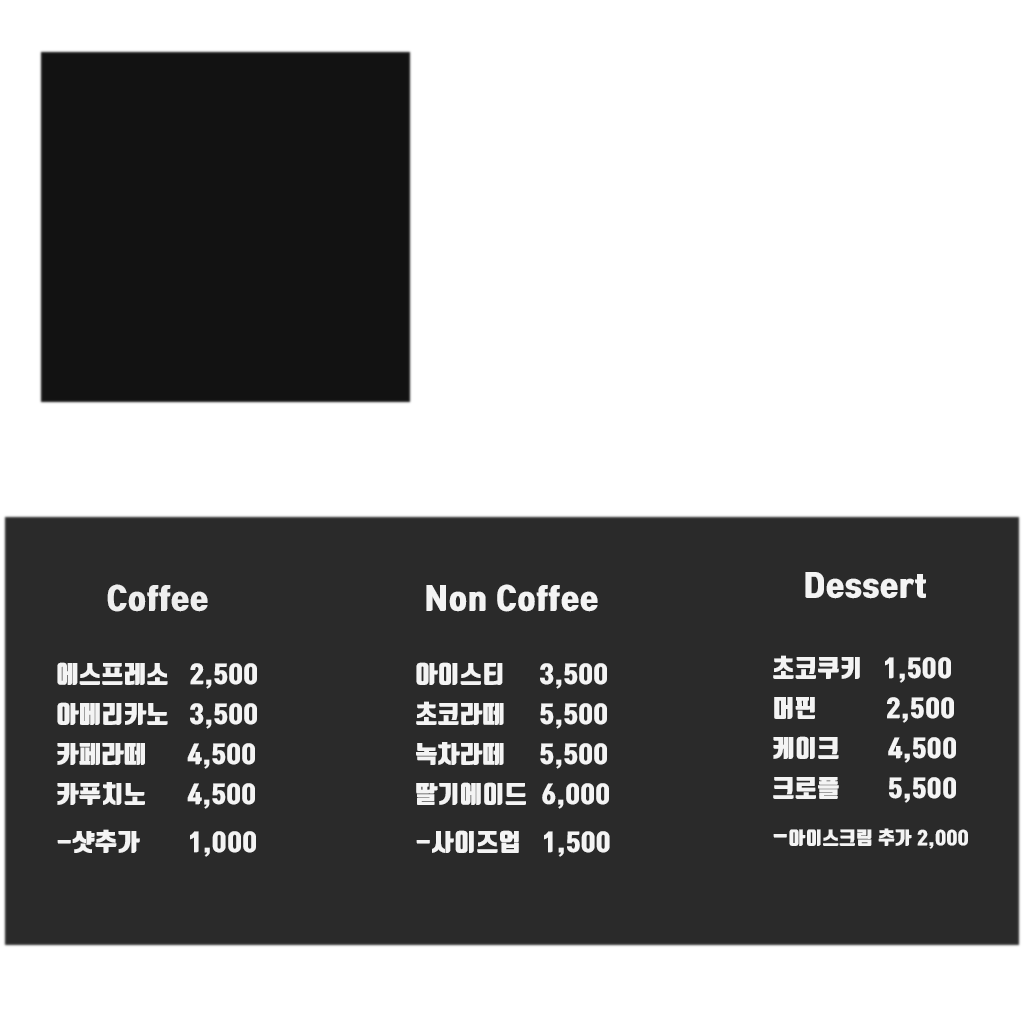 Coffee
에스프레소 2,500
아메리카노 3,500
카페라떼 4,500
카푸치노 4,500
-샷추가 1,000
Non Coffee
아이스티 3,500
초코라떼 5,500
녹차라떼 5,500
딸기에이드 6,000
-사이즈업 1,500
Dessert
초코쿠키 1,500
머핀 2,500
케이크 4,500
크로플 5,500
-아이스크림 추가 2,000